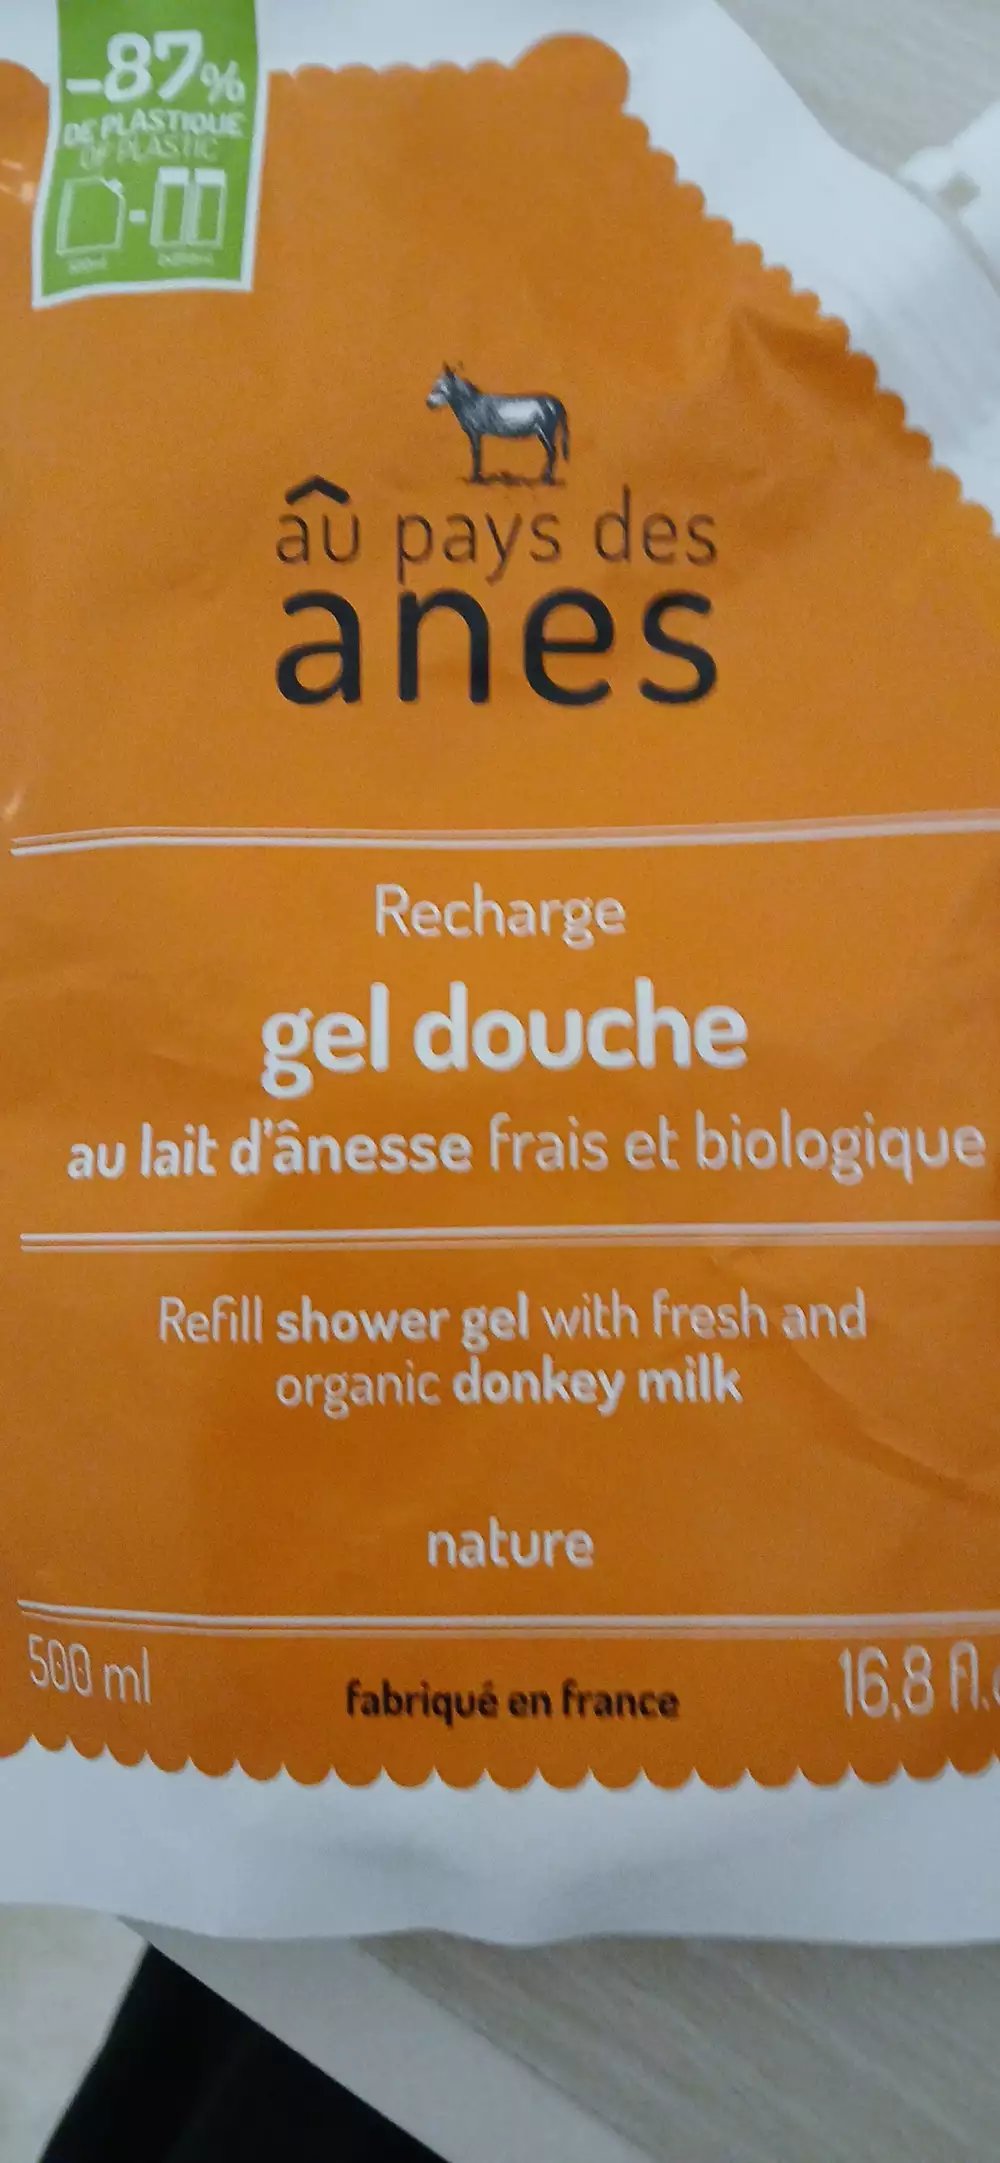 -87%
DE PLASTIQUE
OF PLASTIC
âu pays des
anes
Recharge
gel douche
au lait d'ânesse frais et biologique
Refill shower gel with fresh and
organic donkey milk
nature
500 ml
fabriqué en france
16,8 fl.